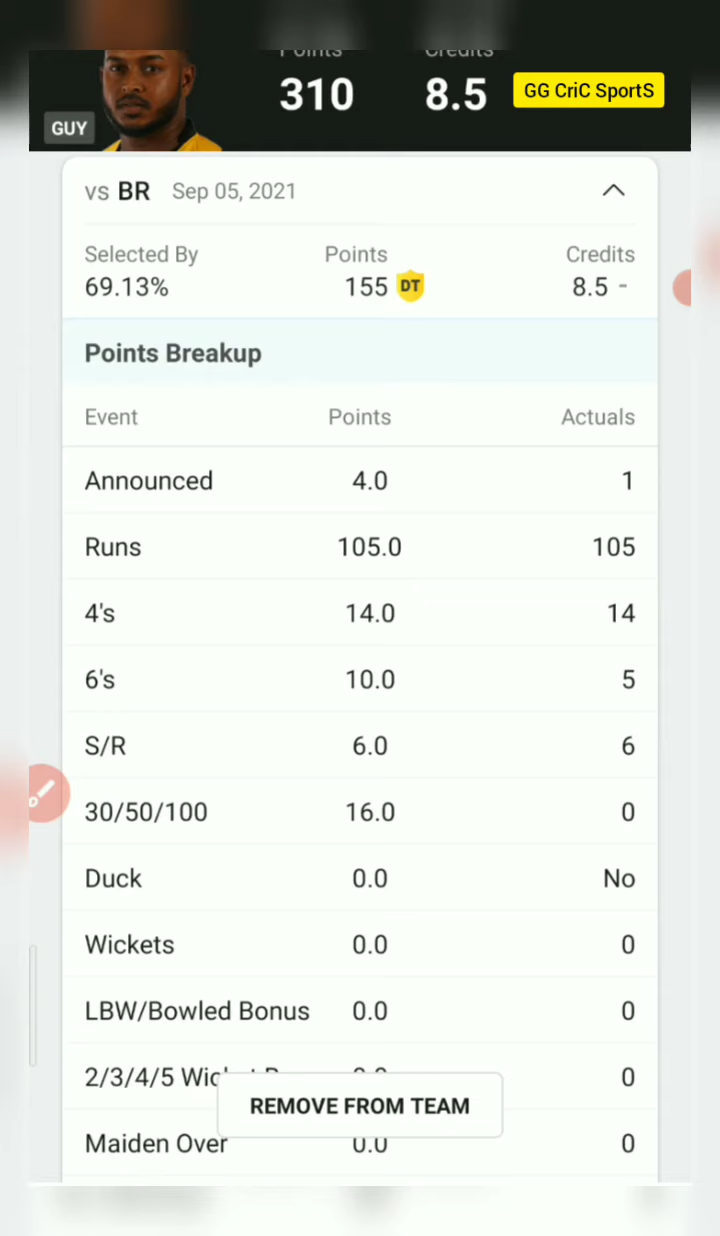 Points Credits
310 8.5 GG CriC SportS
GUY
vs BR Sep 05, 2021
Selected By Points Credits
69.13% 155 DT 8.5 -
Points Breakup
Event Points Actuals
Announced 4.0 1
Runs 105.0 105
4's 14.0 14
6's 10.0 5
S/R 6.0 6
30/50/100 16.0 0
Duck 0.0 No
Wickets 0.0 0
LBW/Bowled Bonus 0.0 0
2/3/4/5 0
REMOVE FROM TEAM
Maiden Over 0.0 0